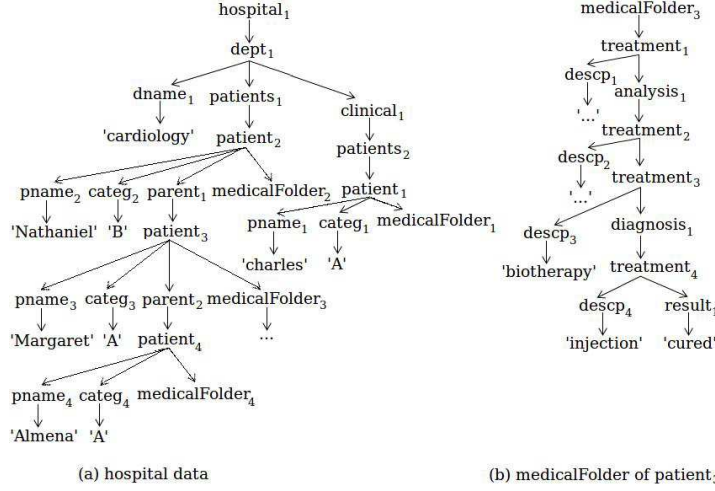 hospital₁
dept₁
dname₁ patients₁ clinical₁
'cardiology' patient₂ patients₂
pname₂ categ₂ parent₁ medicalFolder₂ patient₁
'Nathaniel' 'B' patient₃ pname₁ categ₁ medicalFolder₁
'charles' 'A'
pname₃ categ₃ parent₂ medicalFolder₃
'Margaret' 'A' patient₄ ...
pname₄ categ₄ medicalFolder₄
'Almena' 'A'
(a) hospital data
medicalFolder₃
treatment₁
descp₁ analysis₁
'...' treatment₂
descp₂ treatment₃
'...'
descp₃ diagnosis₁
'biotherapy' treatment₄
descp₄ result₁
'injection' 'cured'
(b) medicalFolder of patient₃